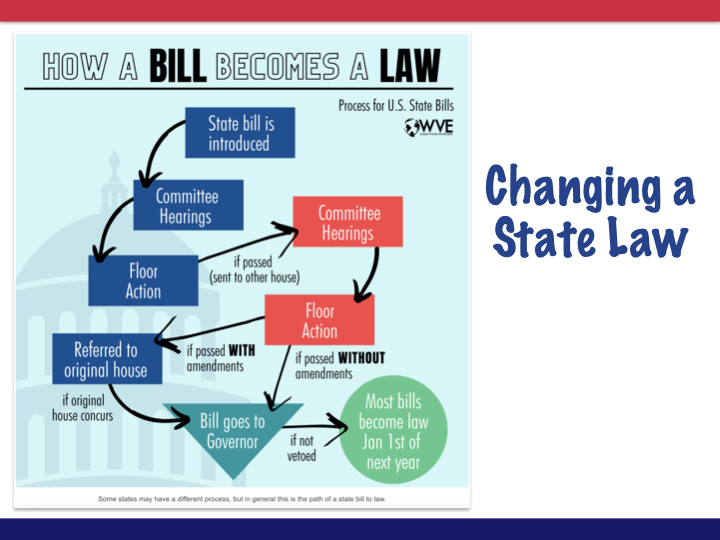 HOW A BILL BECOMES A LAW
Process for U.S. State Bills
WVE
State bill is
introduced
Committee
Hearings
Floor
Action
if passed
(sent to other house)
Committee
Hearings
Floor
Action
if passed WITH
amendments
if passed WITHOUT
amendments
Referred to
original house
if original
house concurs
Bill goes to
Governor
if not
vetoed
Most bills
become law
Jan 1st of
next year
Some states may have a different process, but in general this is the path of a state bill to law.
Changing a
State Law